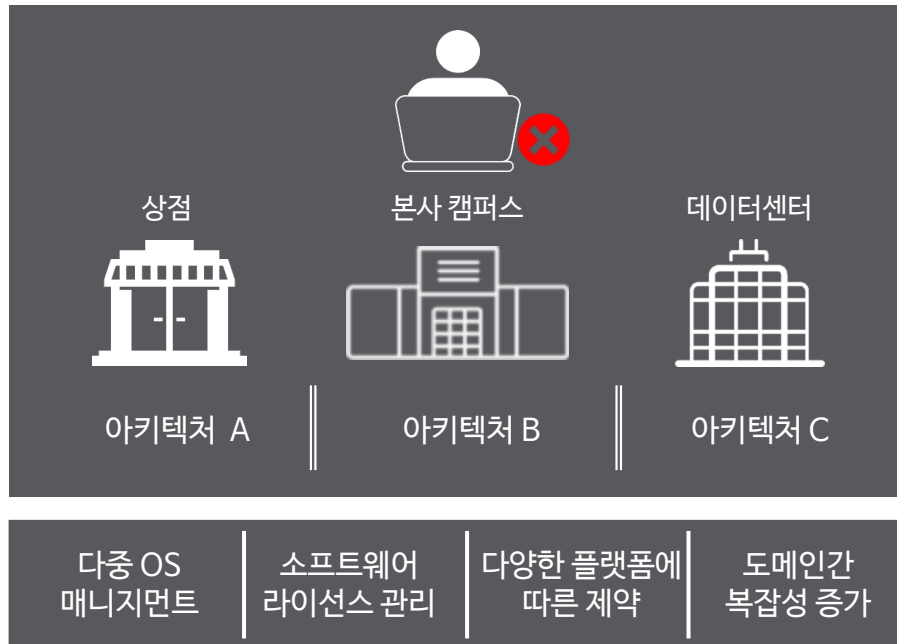 상점
본사 캠퍼스
데이터센터
아키텍처 A
아키텍처 B
아키텍처 C
다중 OS
매니지먼트
소프트웨어
라이선스 관리
다양한 플랫폼에
따른 제약
도메인간
복잡성 증가